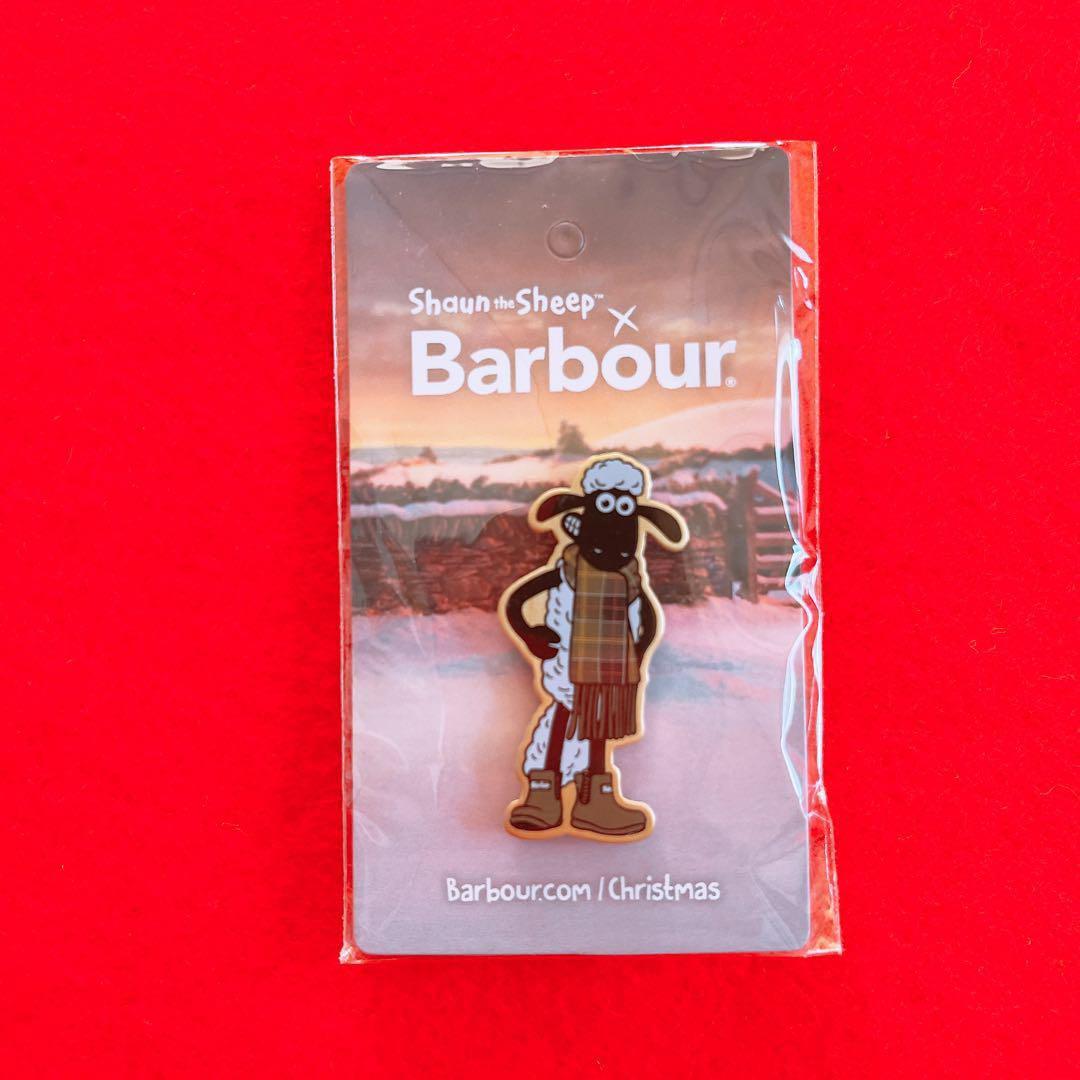 Shaun the Sheep™
x
Barbour®
Barbour.com/Christmas